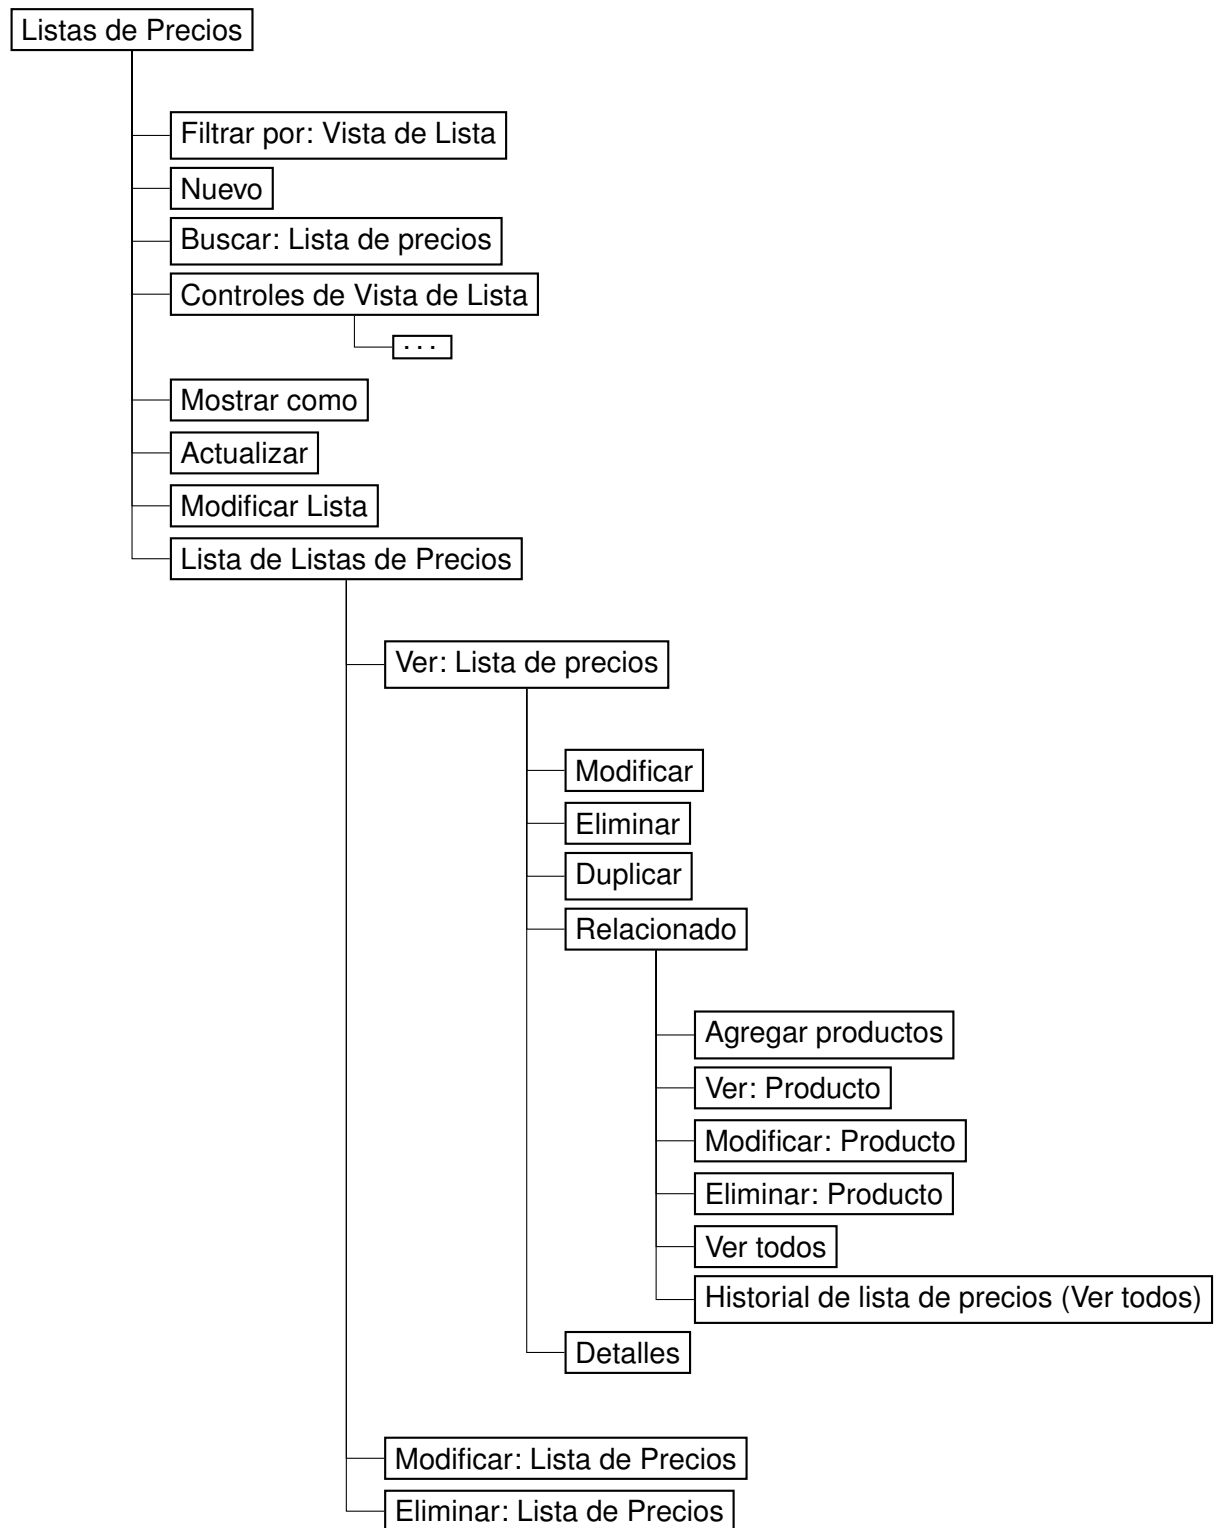 Listas de Precios
Filtrar por: Vista de Lista
Nuevo
Buscar: Lista de precios
Controles de Vista de Lista
...
Mostrar como
Actualizar
Modificar Lista
Lista de Listas de Precios
Ver: Lista de precios
Modificar
Eliminar
Duplicar
Relacionado
Agregar productos
Ver: Producto
Modificar: Producto
Eliminar: Producto
Ver todos
Historial de lista de precios (Ver todos)
Detalles
Modificar: Lista de Precios
Eliminar: Lista de Precios